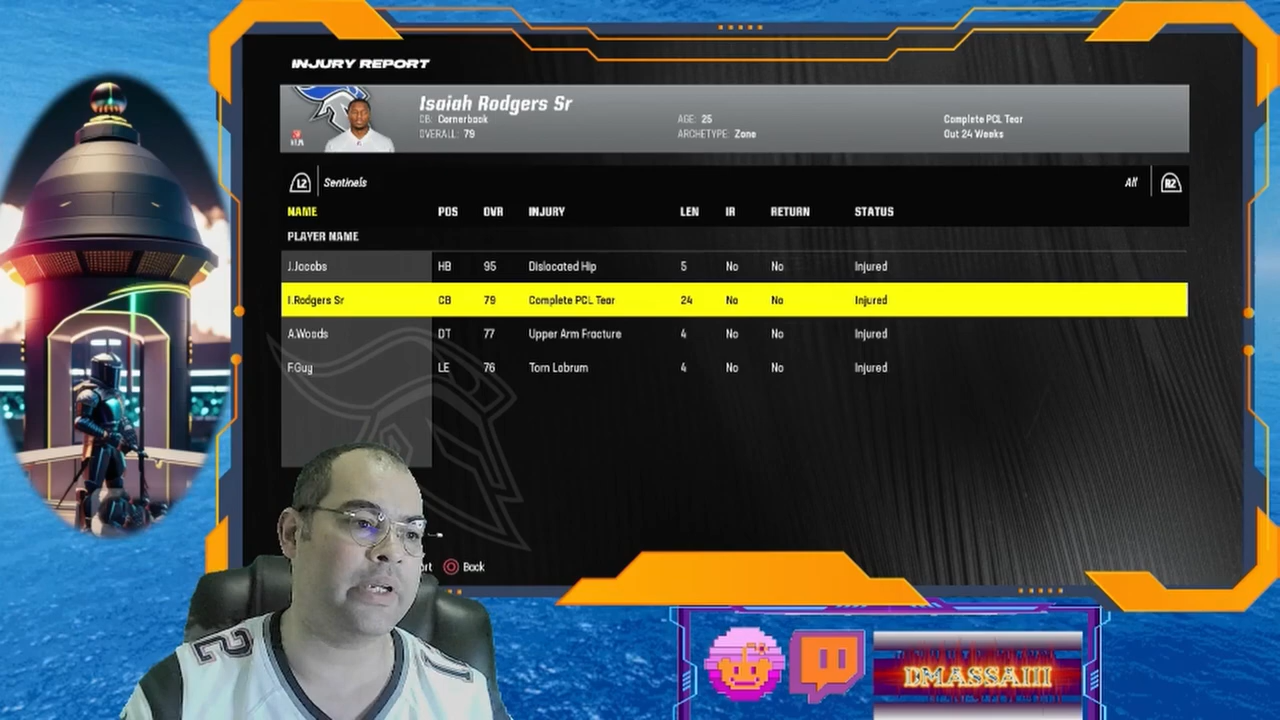 INJURY REPORT
Isaiah Rodgers Sr
CB: Cornerback
OVERALL: 79
AGE: 25
ARCHETYPE: Zone
Complete PCL Tear
Out 24 Weeks
L2 Sentinels All R2
NAME POS OVR INJURY LEN IR RETURN STATUS
PLAYER NAME
J.Jacobs HB 95 Dislocated Hip 5 No No Injured
I.Rodgers Sr CB 79 Complete PCL Tear 24 No No Injured
A.Woods DT 77 Upper Arm Fracture 4 No No Injured
F.Guy LE 76 Torn Labrum 4 No No Injured
Back
DMASSAIII